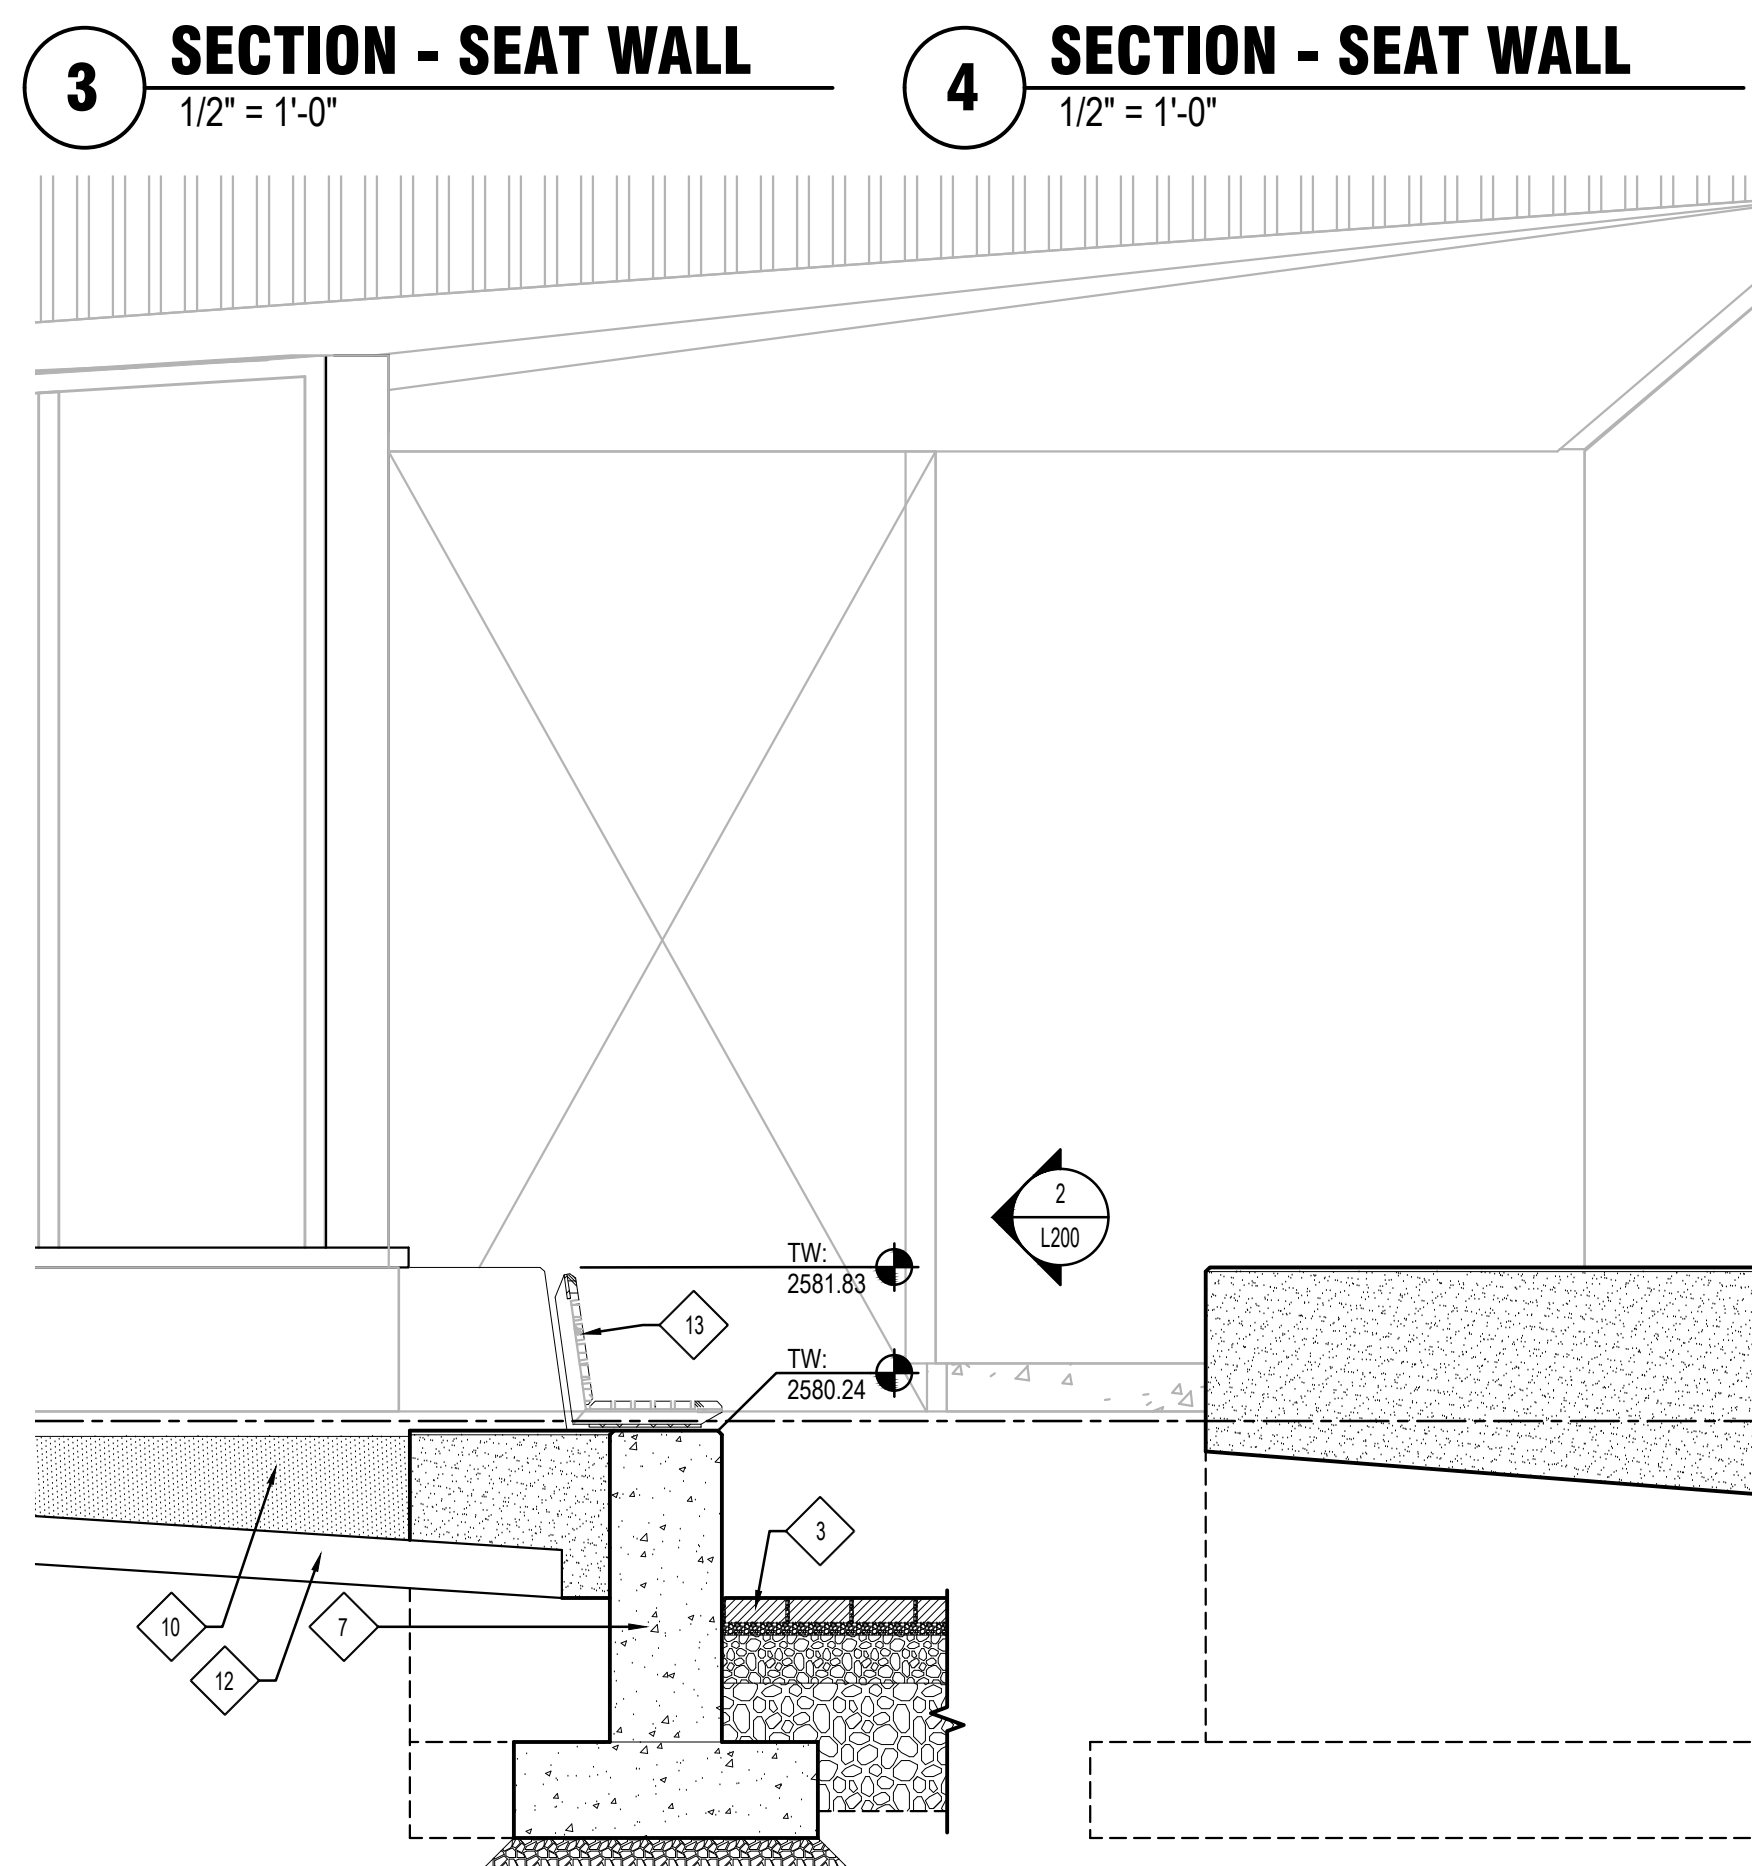 3
SECTION - SEAT WALL
1/2" = 1'-0"
4
SECTION - SEAT WALL
1/2" = 1'-0"
2
L200
TW:
2581.83
13
TW:
2580.24
3
10
7
12